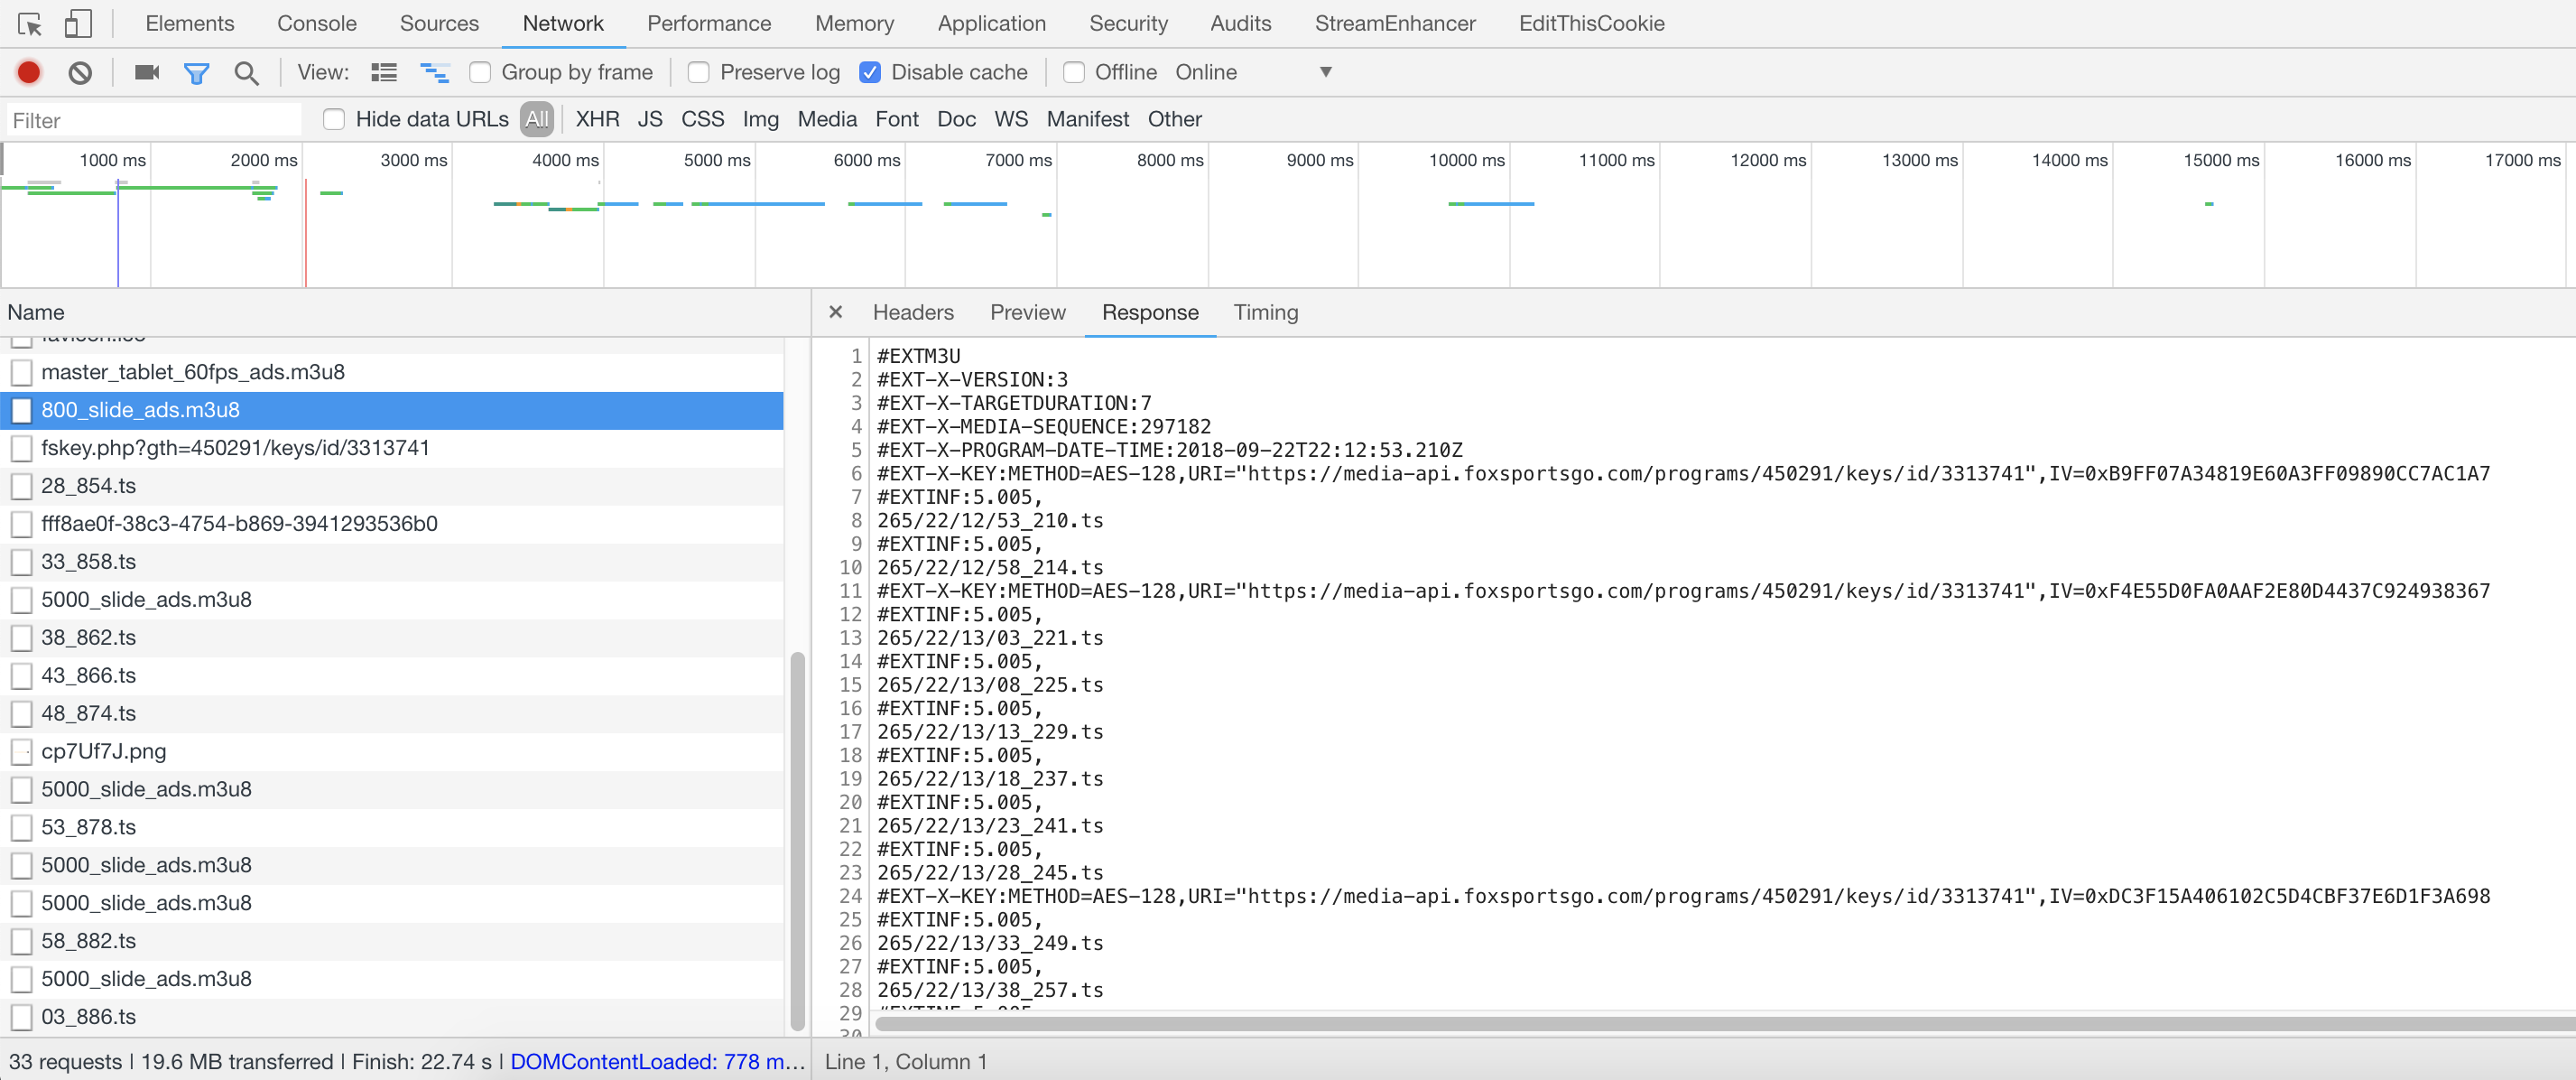 Elements Console Sources Network Performance Memory Application Security Audits StreamEnhancer EditThisCookie
View: Group by frame Preserve log Disable cache Offline Online
Filter Hide data URLs All XHR JS CSS Img Media Font Doc WS Manifest Other
1000 ms 2000 ms 3000 ms 4000 ms 5000 ms 6000 ms 7000 ms 8000 ms 9000 ms 10000 ms 11000 ms 12000 ms 13000 ms 14000 ms 15000 ms 16000 ms 17000 ms
Name
master_tablet_60fps_ads.m3u8
800_slide_ads.m3u8
fskey.php?gth=450291/keys/id/3313741
28_854.ts
fff8ae0f-38c3-4754-b869-3941293536b0
33_858.ts
5000_slide_ads.m3u8
38_862.ts
43_866.ts
48_874.ts
cp7Uf7J.png
5000_slide_ads.m3u8
53_878.ts
5000_slide_ads.m3u8
5000_slide_ads.m3u8
58_882.ts
5000_slide_ads.m3u8
03_886.ts
33 requests | 19.6 MB transferred | Finish: 22.74 s | DOMContentLoaded: 778 m...
Headers Preview Response Timing
1 #EXTM3U
2 #EXT-X-VERSION:3
3 #EXT-X-TARGETDURATION:7
4 #EXT-X-MEDIA-SEQUENCE:297182
5 #EXT-X-PROGRAM-DATE-TIME:2018-09-22T22:12:53.210Z
6 #EXT-X-KEY:METHOD=AES-128,URI="https://media-api.foxsportsgo.com/programs/450291/keys/id/3313741",IV=0xB9FF07A34819E60A3FF09890CC7AC1A7
7 #EXTINF:5.005,
8 265/22/12/53_210.ts
9 #EXTINF:5.005,
10 265/22/12/58_214.ts
11 #EXT-X-KEY:METHOD=AES-128,URI="https://media-api.foxsportsgo.com/programs/450291/keys/id/3313741",IV=0xF4E55D0FA0AAF2E80D4437C924938367
12 #EXTINF:5.005,
13 265/22/13/03_221.ts
14 #EXTINF:5.005,
15 265/22/13/08_225.ts
16 #EXTINF:5.005,
17 265/22/13/13_229.ts
18 #EXTINF:5.005,
19 265/22/13/18_237.ts
20 #EXTINF:5.005,
21 265/22/13/23_241.ts
22 #EXTINF:5.005,
23 265/22/13/28_245.ts
24 #EXT-X-KEY:METHOD=AES-128,URI="https://media-api.foxsportsgo.com/programs/450291/keys/id/3313741",IV=0xDC3F15A406102C5D4CBF37E6D1F3A698
25 #EXTINF:5.005,
26 265/22/13/33_249.ts
27 #EXTINF:5.005,
28 265/22/13/38_257.ts
29
Line 1, Column 1